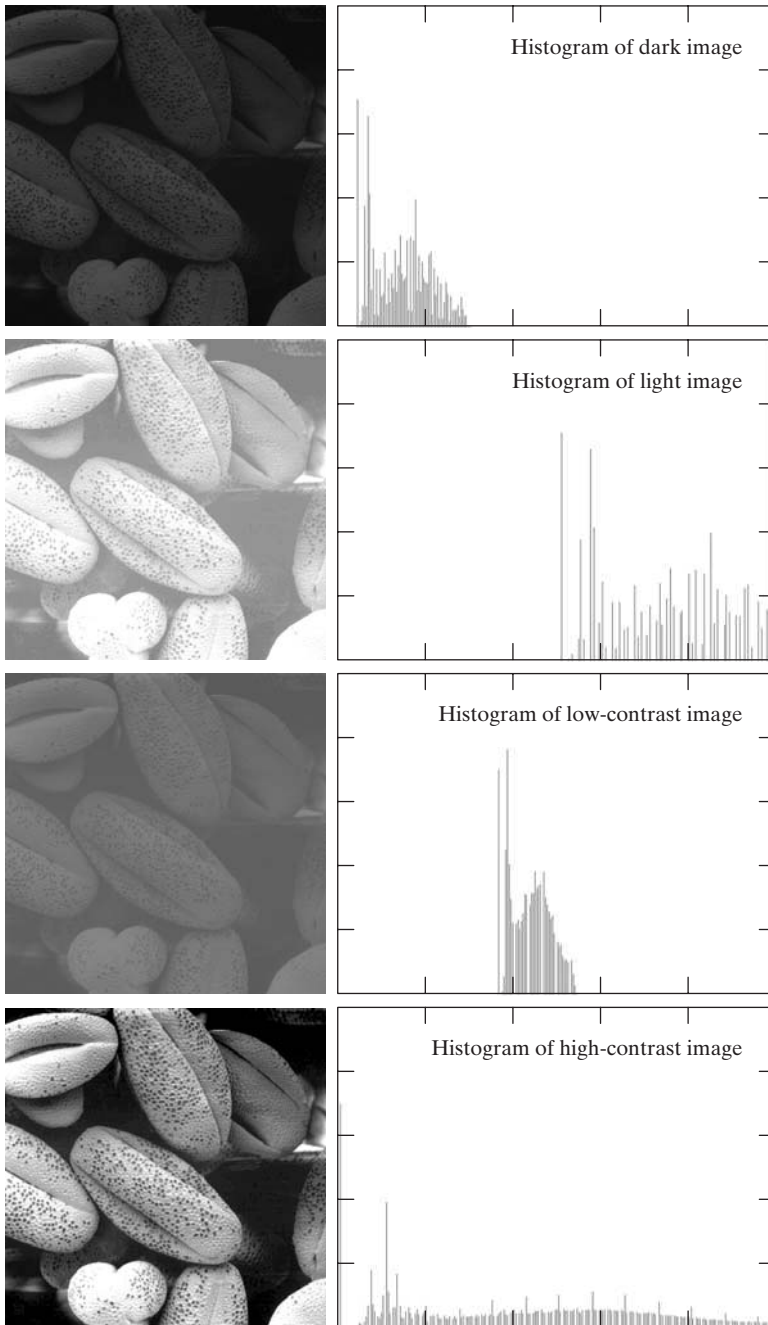 Histogram of dark image
Histogram of light image
Histogram of low-contrast image
Histogram of high-contrast image